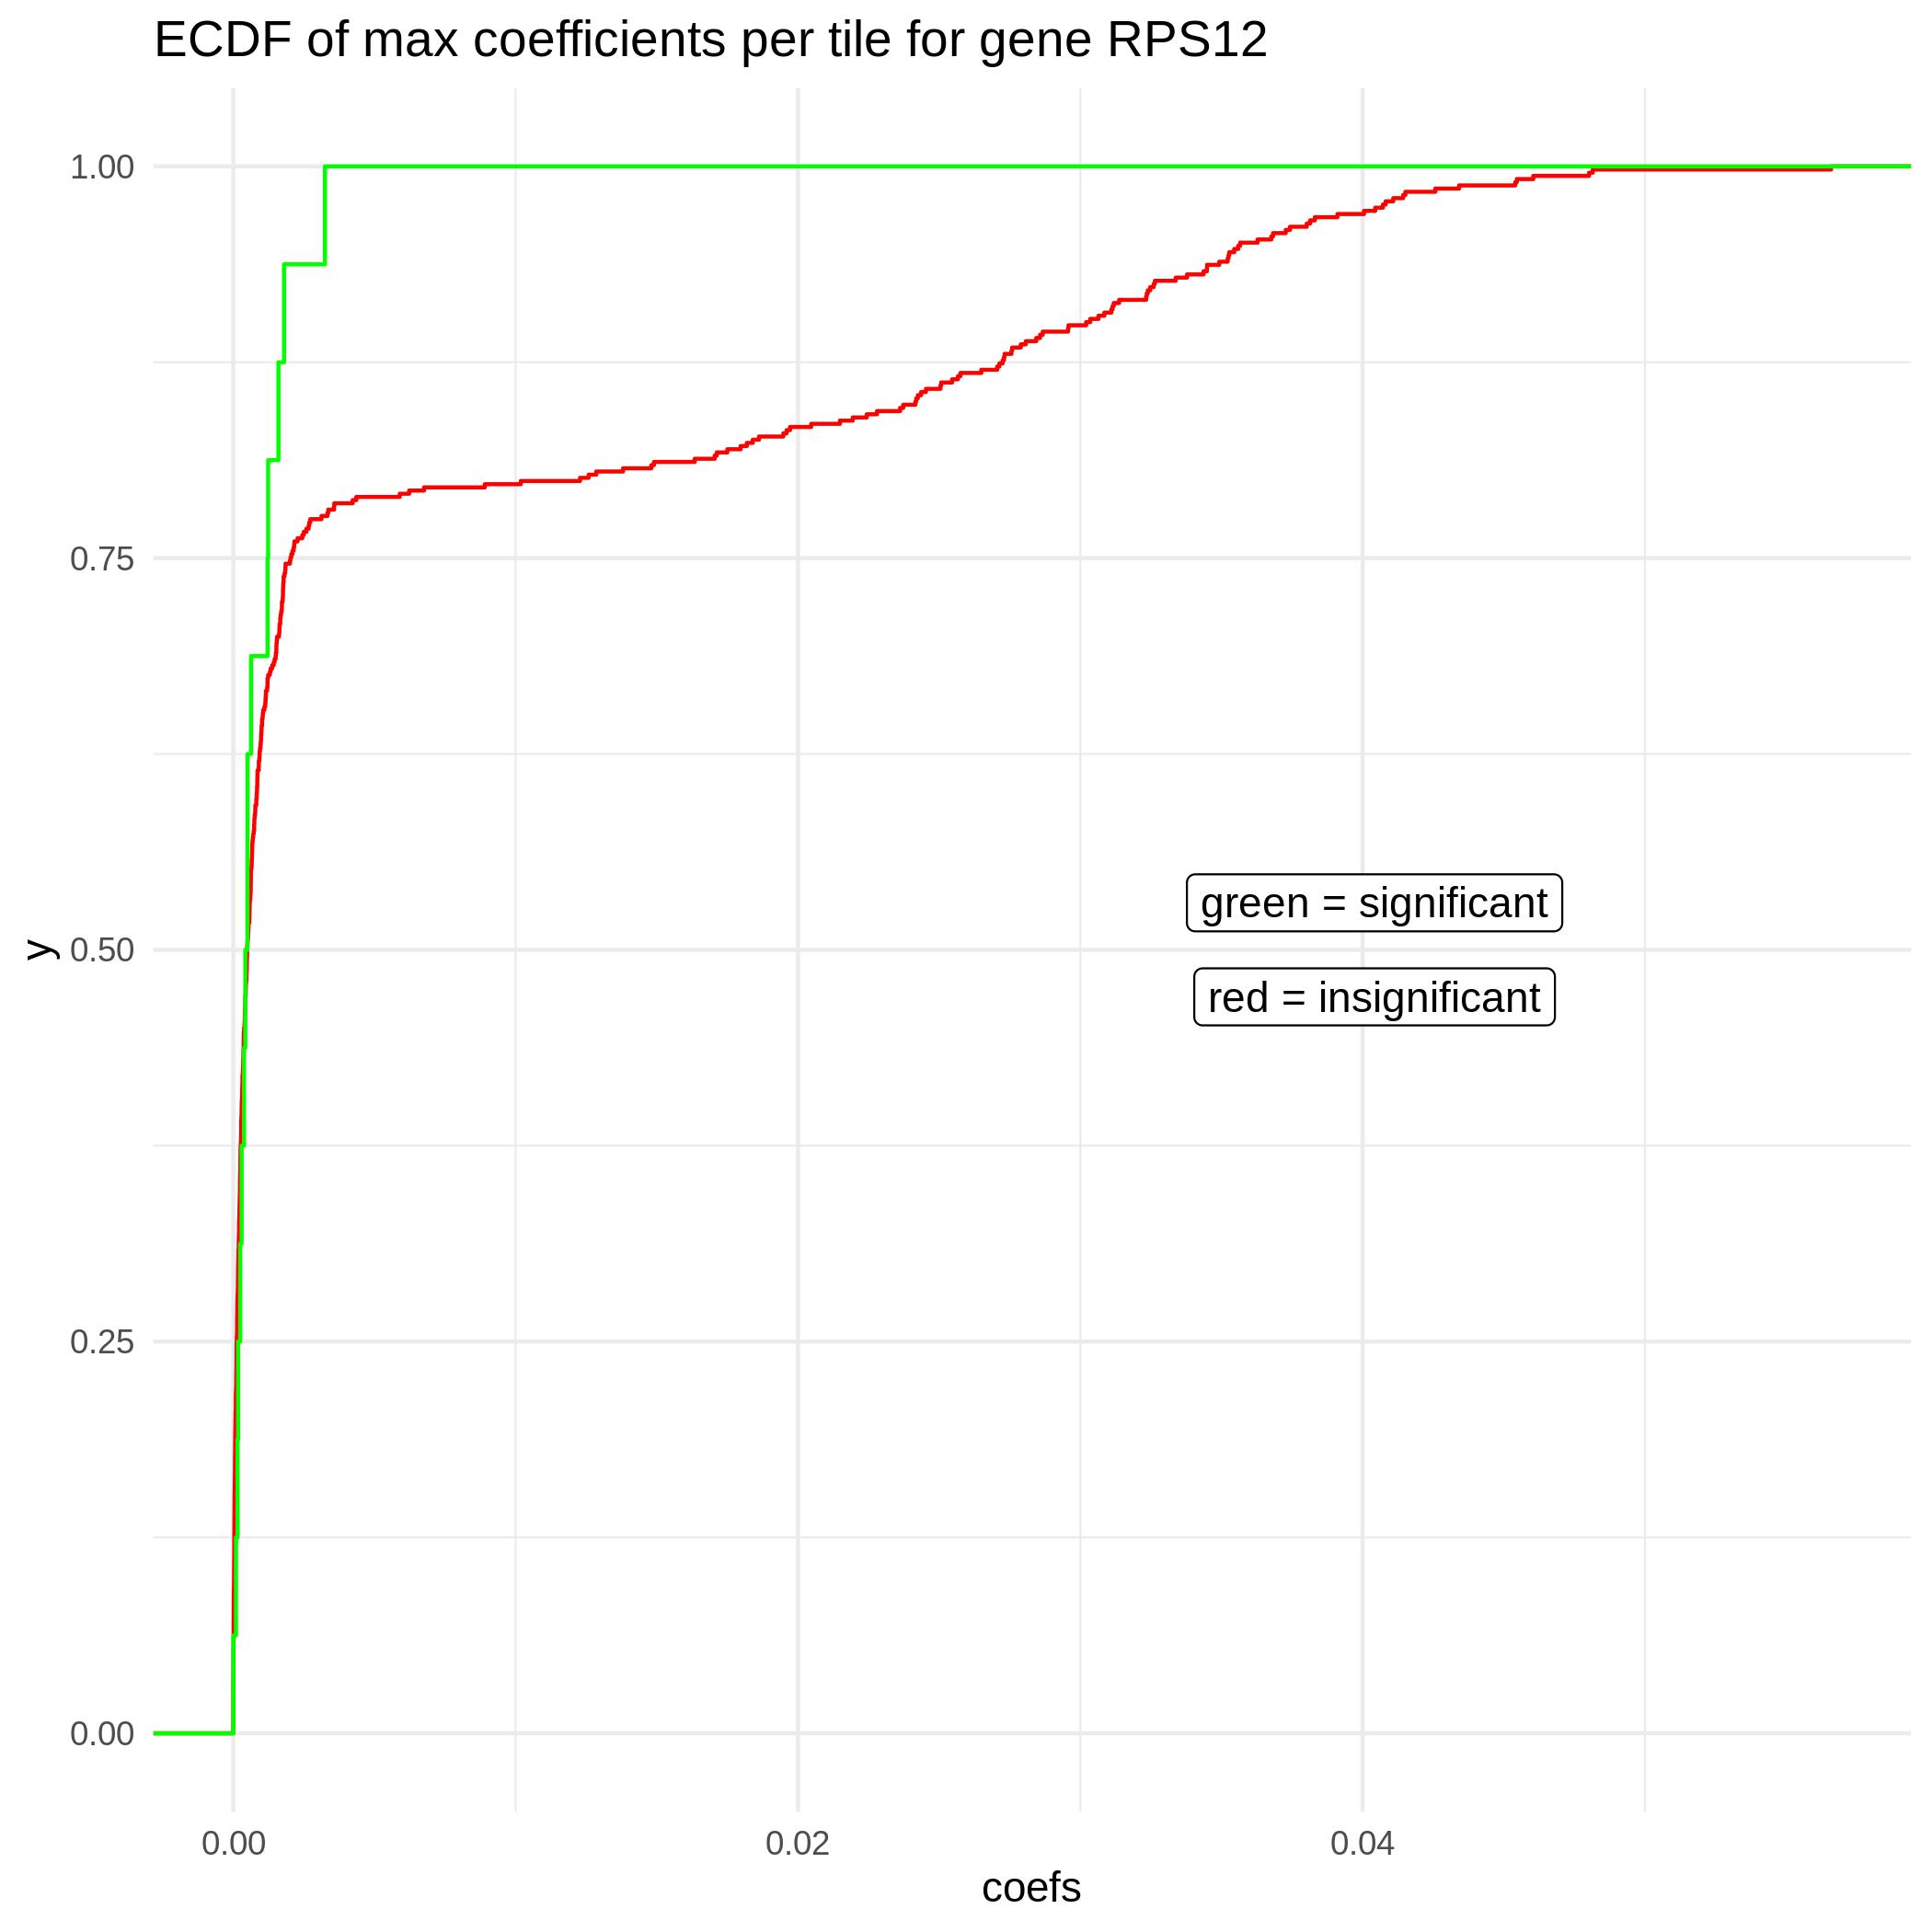 ECDF of max coefficients per tile for gene RPS12
1.00
0.75
0.50
0.25
0.00
y
green = significant
red = insignificant
0.00 0.02 0.04
coefs